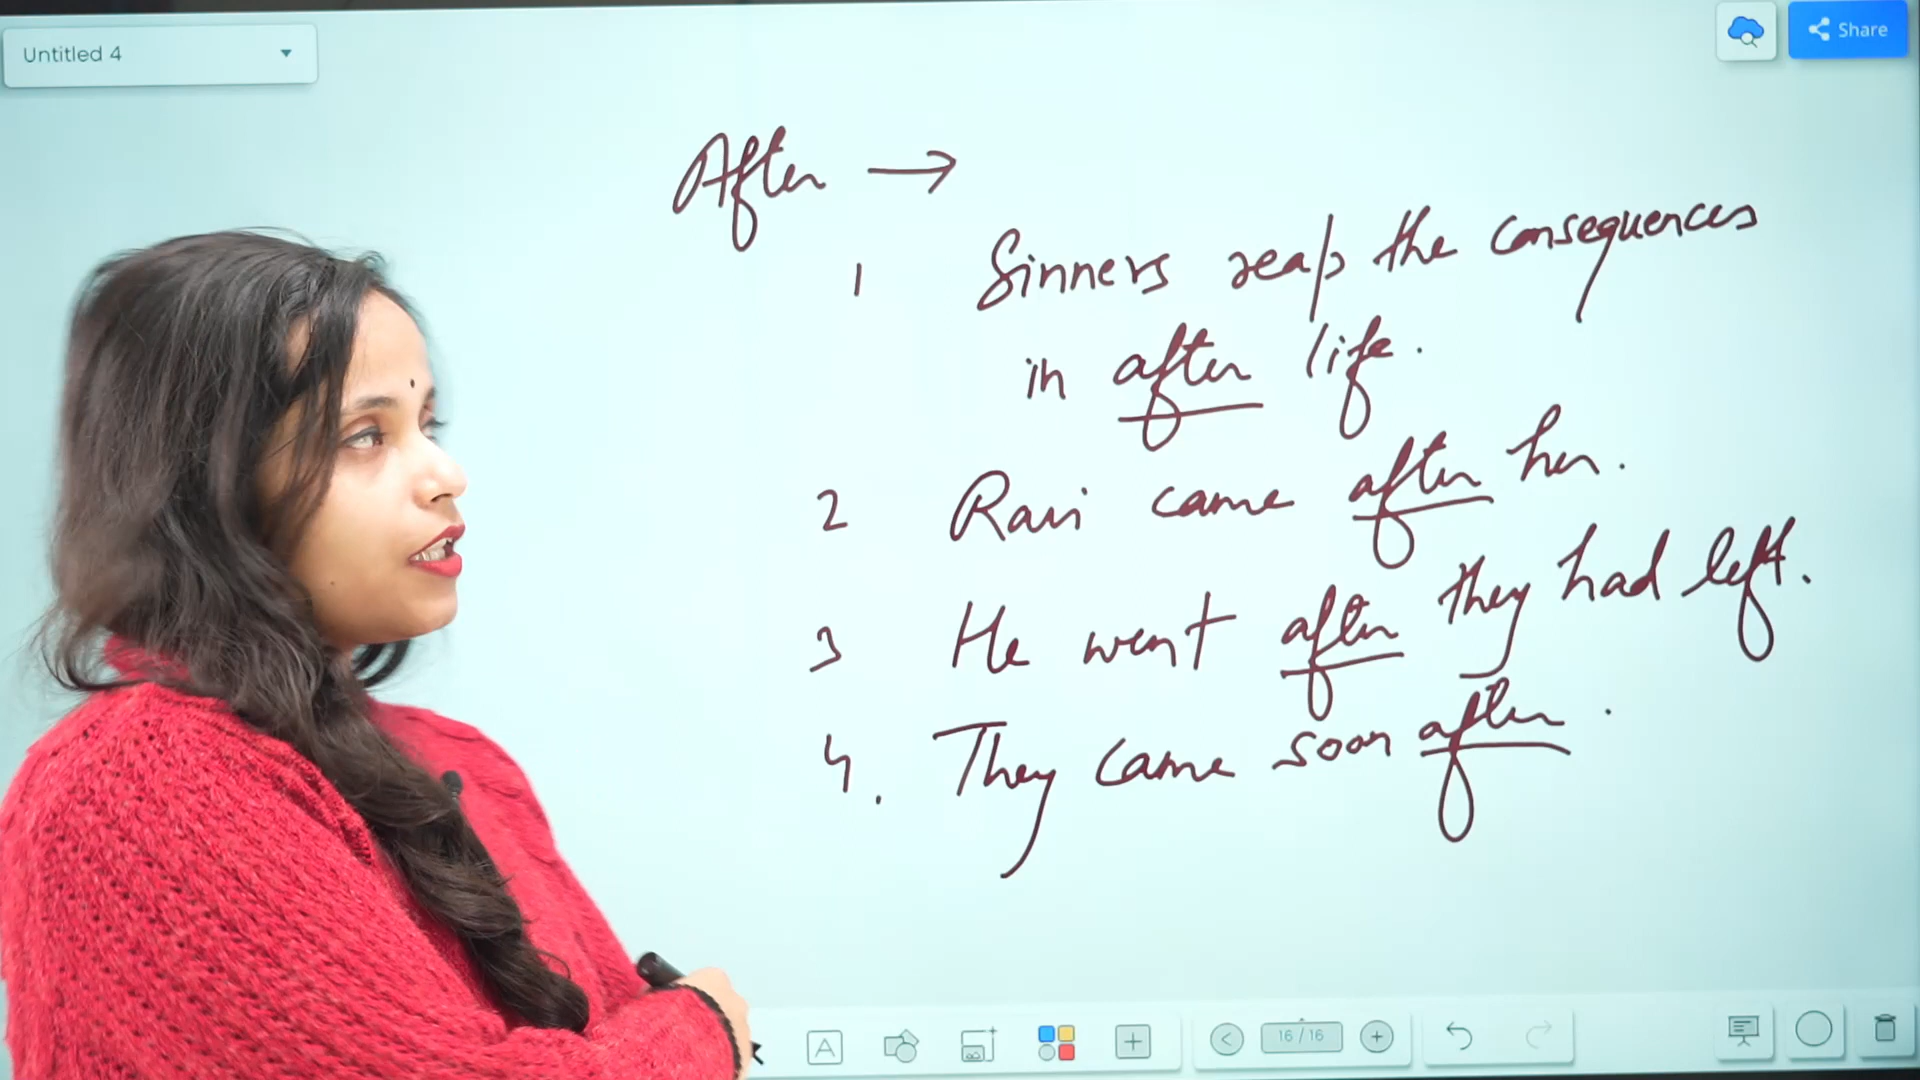 Untitled 4
Share
After →
1 Sinners reap the consequences
in after life.
2 Ravi came after her.
3 He went after they had left.
4. They came soon after.
A
16/16